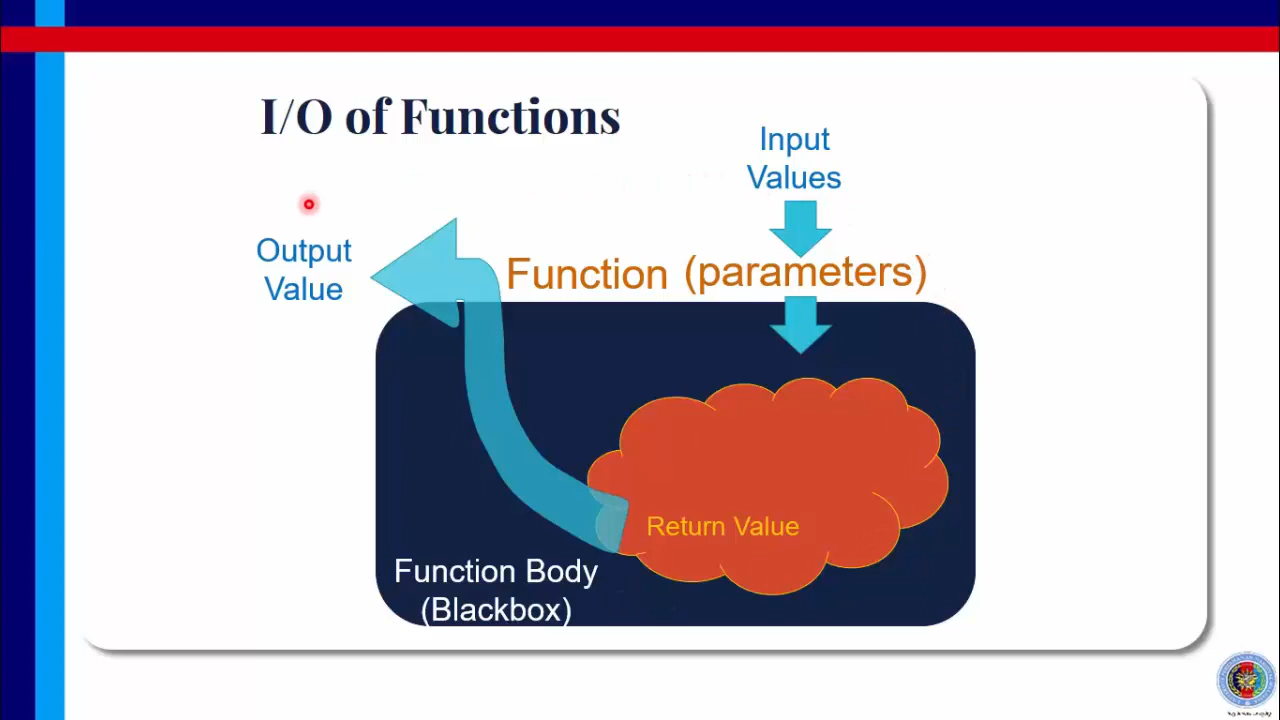 I/O of Functions
Input
Values
Output
Value
Function (parameters)
Return Value
Function Body
(Blackbox)